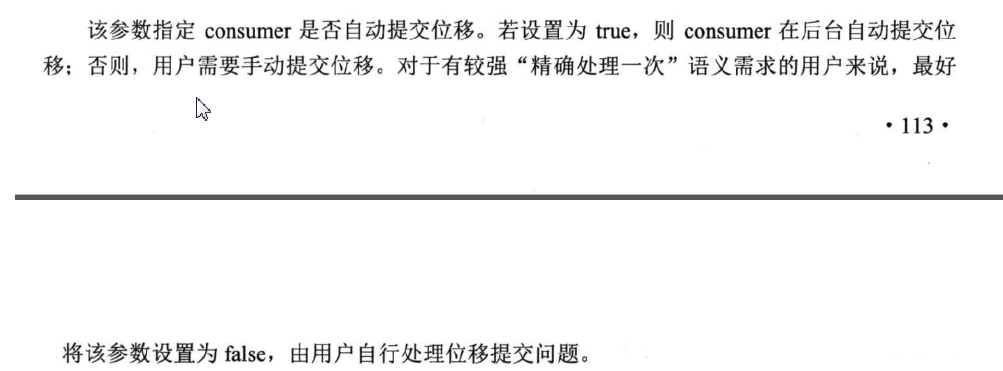 该参数指定 consumer 是否自动提交位移。若设置为 true，则 consumer 在后台自动提交位
移；否则，用户需要手动提交位移。对于有较强“精确处理一次”语义需求的用户来说，最好
• 113 •
将该参数设置为 false，由用户自行处理位移提交问题。